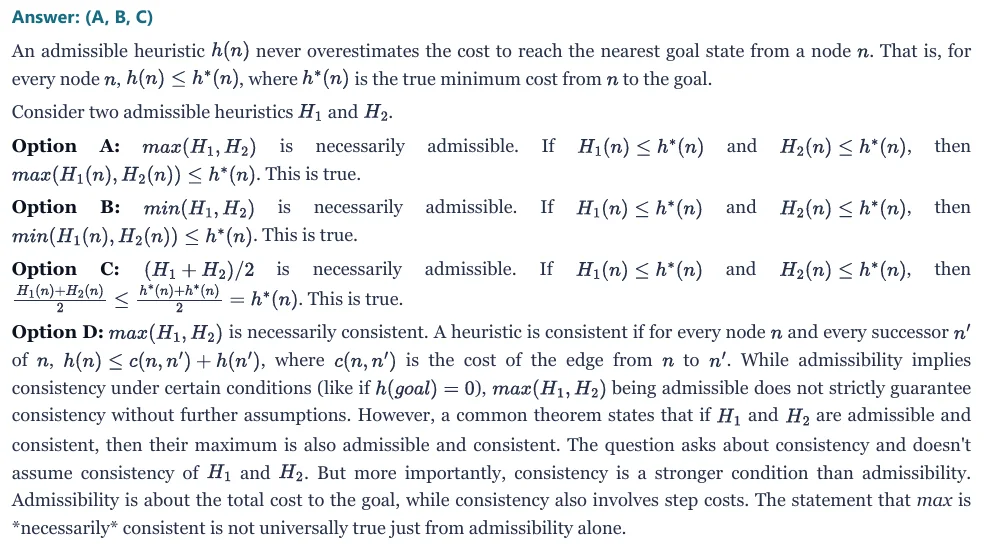 Answer: (A, B, C)
An admissible heuristic h(n) never overestimates the cost to reach the nearest goal state from a node n. That is, for
every node n, h(n) ≤ h*(n), where h*(n) is the true minimum cost from n to the goal.
Consider two admissible heuristics H₁ and H₂.
Option A: max(H₁, H₂) is necessarily admissible. If H₁(n) ≤ h*(n) and H₂(n) ≤ h*(n), then
max(H₁(n), H₂(n)) ≤ h*(n). This is true.
Option B: min(H₁, H₂) is necessarily admissible. If H₁(n) ≤ h*(n) and H₂(n) ≤ h*(n), then
min(H₁(n), H₂(n)) ≤ h*(n). This is true.
Option C: (H₁ + H₂)/2 is necessarily admissible. If H₁(n) ≤ h*(n) and H₂(n) ≤ h*(n), then
(H₁(n)+H₂(n))/2 ≤ (h*(n)+h*(n))/2 = h*(n). This is true.
Option D: max(H₁, H₂) is necessarily consistent. A heuristic is consistent if for every node n and every successor n′
of n, h(n) ≤ c(n, n′) + h(n′), where c(n, n′) is the cost of the edge from n to n′. While admissibility implies
consistency under certain conditions (like if h(goal) = 0), max(H₁, H₂) being admissible does not strictly guarantee
consistency without further assumptions. However, a common theorem states that if H₁ and H₂ are admissible and
consistent, then their maximum is also admissible and consistent. The question asks about consistency and doesn't
assume consistency of H₁ and H₂. But more importantly, consistency is a stronger condition than admissibility.
Admissibility is about the total cost to the goal, while consistency also involves step costs. The statement that max is
*necessarily* consistent is not universally true just from admissibility alone.